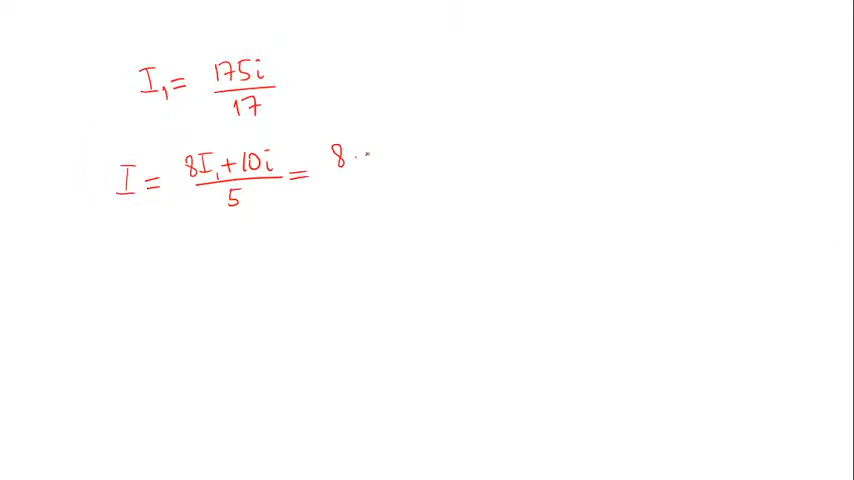 I₁ = 175i/17
I = (8I₁+10i)/5 = 8 ·